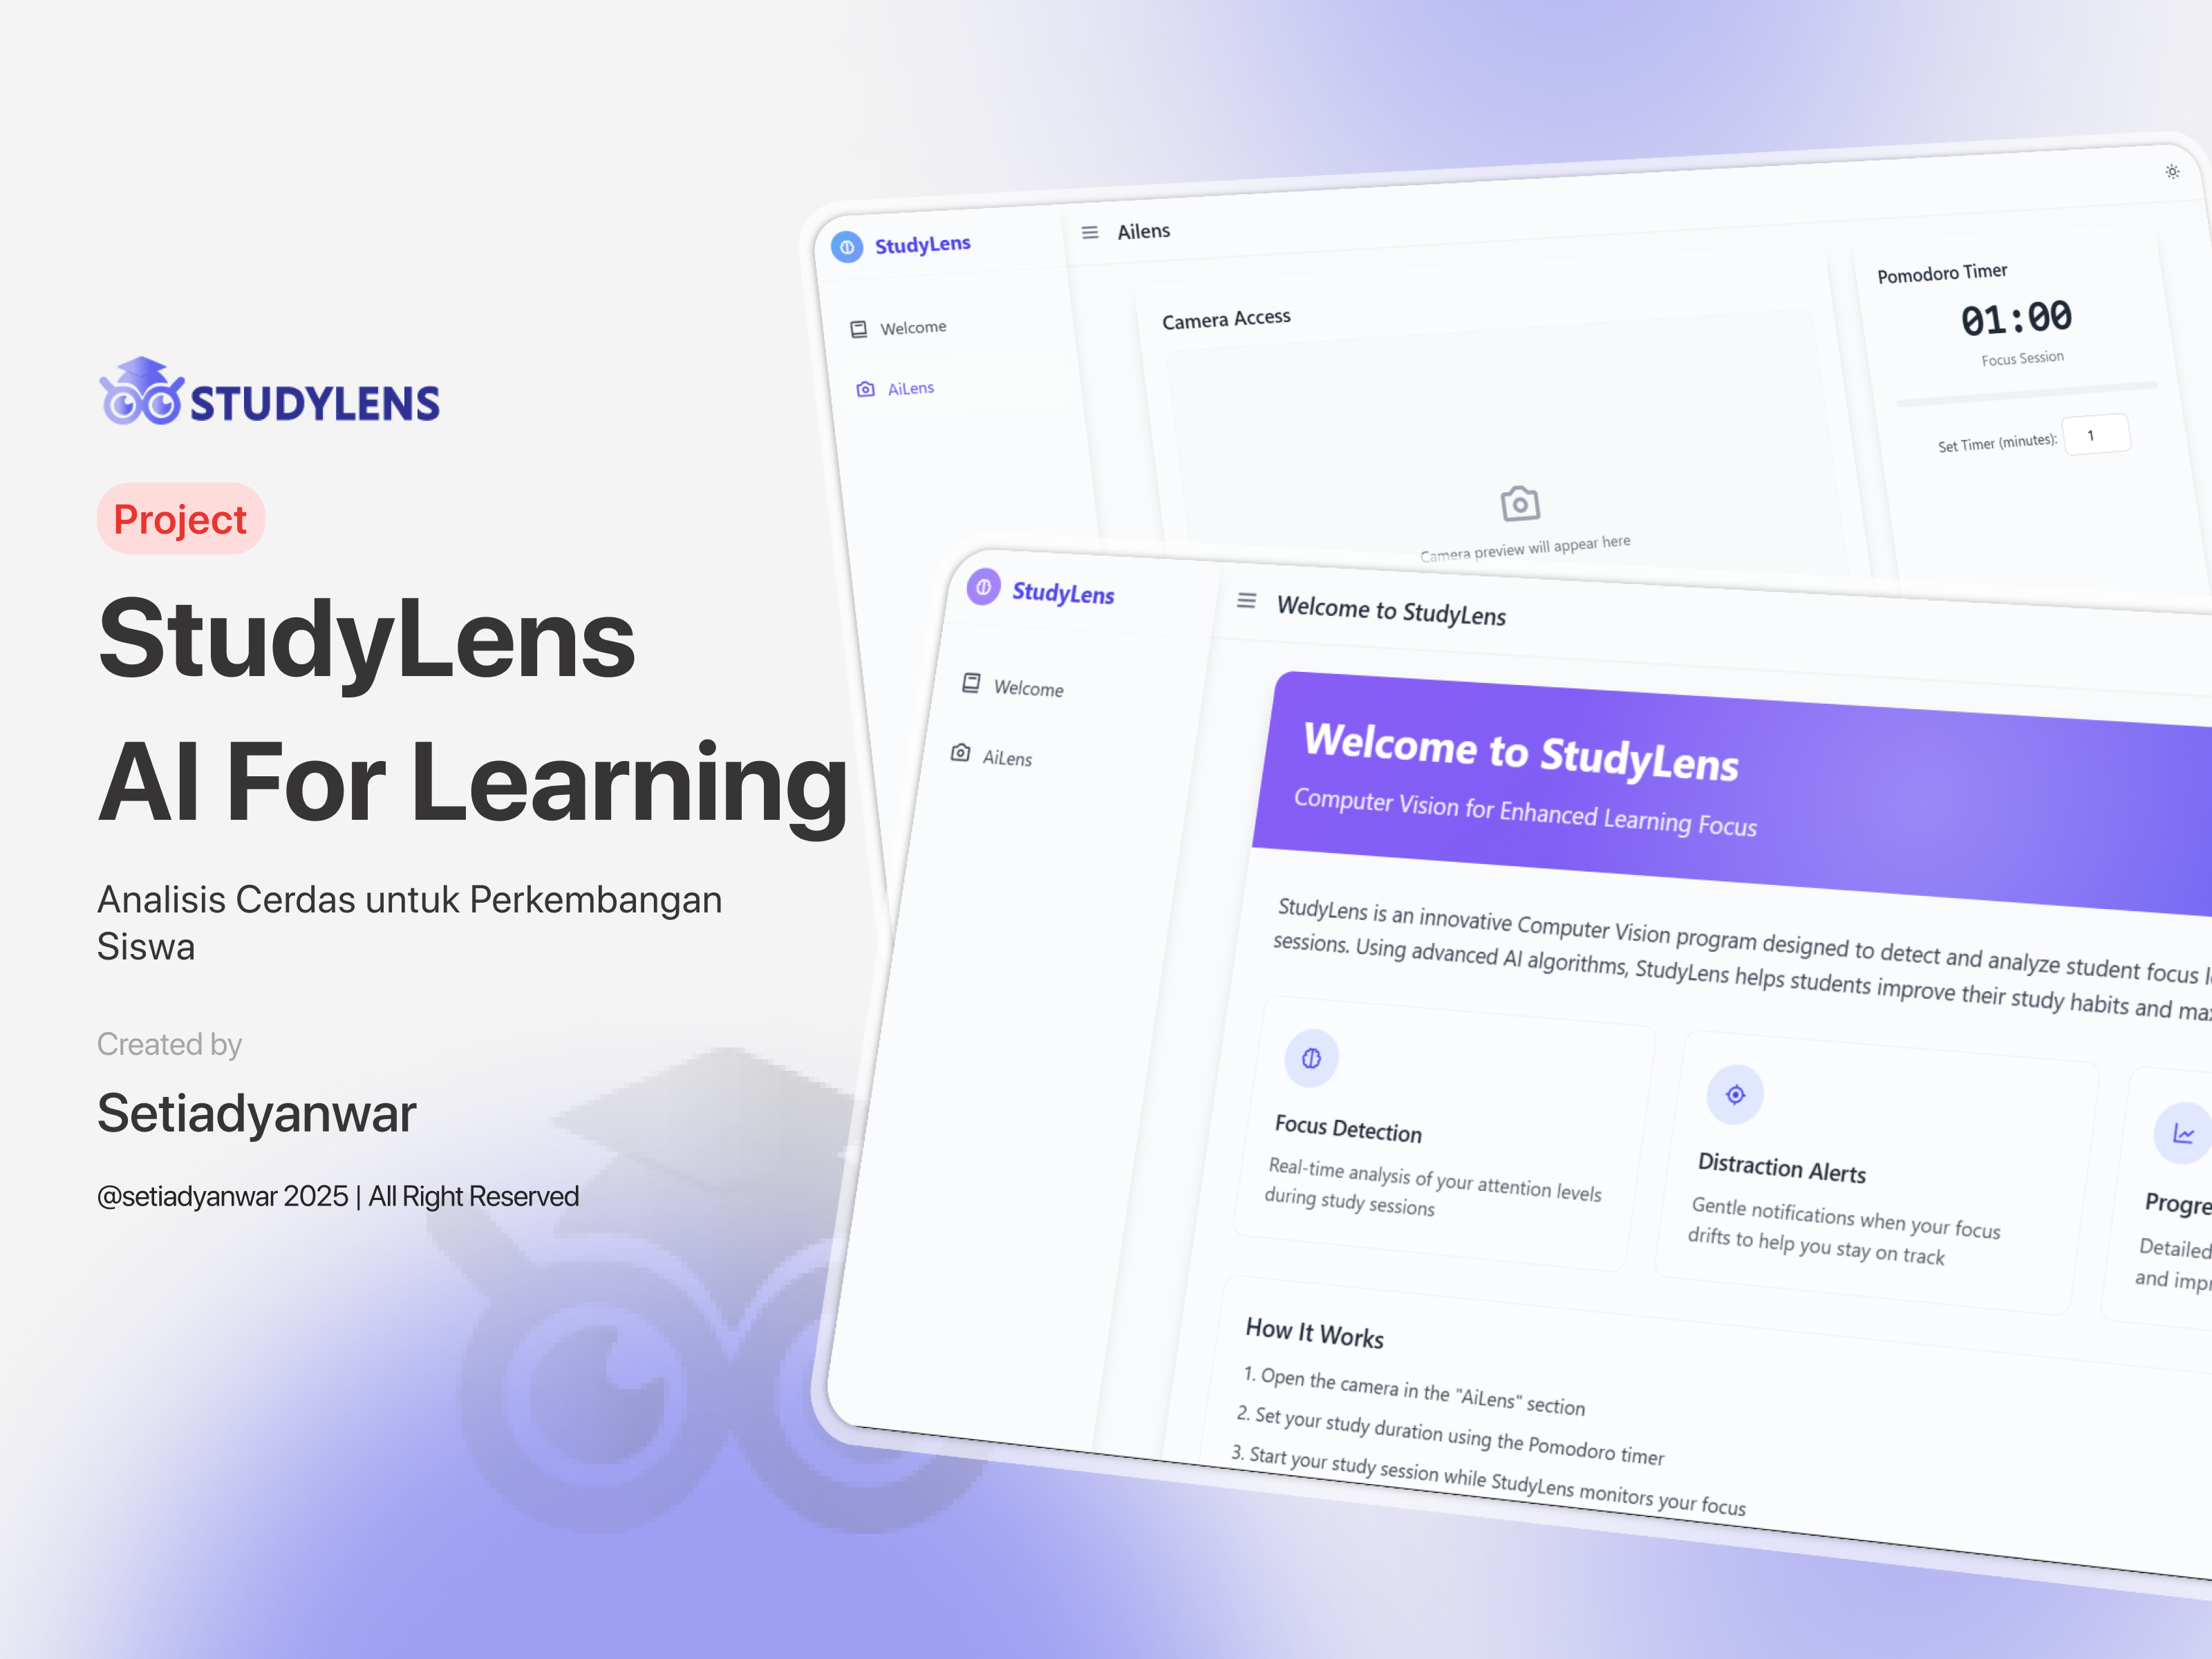 STUDYLENS
Project
StudyLens
AI For Learning
Analisis Cerdas untuk Perkembangan
Siswa
Created by
Setiadyanwar
@setiadyanwar 2025 | All Right Reserved
StudyLens
Ailens
Welcome
AiLens
Camera Access
Camera preview will appear here
Pomodoro Timer
01:00
Focus Session
Set Timer (minutes): 1
StudyLens
Welcome to StudyLens
Welcome
AiLens
Welcome to StudyLens
Computer Vision for Enhanced Learning Focus
StudyLens is an innovative Computer Vision program designed to detect and analyze student focus
sessions. Using advanced AI algorithms, StudyLens helps students improve their study habits and
Focus Detection
Real-time analysis of your attention levels
during study sessions
Distraction Alerts
Gentle notifications when your focus
drifts to help you stay on track
Detailed
and
How It Works
1. Open the camera in the "AiLens" section
2. Set your study duration using the Pomodoro timer
3. Start your study session while StudyLens monitors your focus